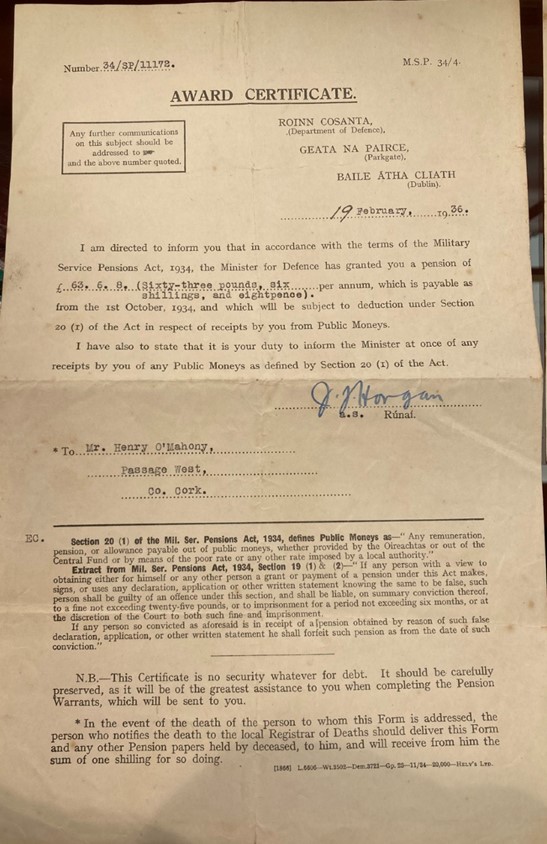 Number 34/SP/11172.
M.S.P. 34/4.
AWARD CERTIFICATE.
Any further communications
on this subject should be
addressed to
and the above number quoted.
ROINN COSANTA,
(Department of Defence),
GEATA NA PAIRCE,
(Parkgate),
BAILE ÁTHA CLIATH
(Dublin).
19 February, 1936.
I am directed to inform you that in accordance with the terms of the Military
Service Pensions Act, 1934, the Minister for Defence has granted you a pension of
£ 63. 6. 8. (Sixty-three pounds, six per annum, which is payable as
shillings, and eightpence).
from the 1st October, 1934, and which will be subject to deduction under Section
20 (1) of the Act in respect of receipts by you from Public Moneys.
I have also to state that it is your duty to inform the Minister at once of any
receipts by you of any Public Moneys as defined by Section 20 (1) of the Act.
J. J. Horgan
a.s. Rúnaí.
* To Mr. Henry O'Mahony,
Passage West,
Co. Cork.
EC. Section 20 (1) of the Mil. Ser. Pensions Act, 1934, defines Public Moneys as—" Any remuneration,
pension, or allowance payable out of public moneys, whether provided by the Oireachtas or out of the
Central Fund or by means of the poor rate or any other rate imposed by a local authority."
Extract from Mil. Ser. Pensions Act, 1934, Section 19 (1) & (2)—" If any person with a view to
obtaining either for himself or any other person a grant or payment of a pension under this Act makes,
signs, or uses any declaration, application or other written statement knowing the same to be false, such
person shall be guilty of an offence under this section, and shall be liable, on summary conviction thereof,
to a fine not exceeding twenty-five pounds, or to imprisonment for a period not exceeding six months, or at
the discretion of the Court to both such fine and imprisonment.
If any person so convicted as aforesaid is in receipt of a pension obtained by reason of such false
declaration, application, or other written statement he shall forfeit such pension as from the date of such
conviction."
N.B.—This Certificate is no security whatever for debt. It should be carefully
preserved, as it will be of the greatest assistance to you when completing the Pension
Warrants, which will be sent to you.
* In the event of the death of the person to whom this Form is addressed, the
person who notifies the death to the local Registrar of Deaths should deliver this Form
and any other Pension papers held by deceased, to him, and will receive from him the
sum of one shilling for so doing.
[1866] L.6606—Wt.3502—Dem.3721—Gp. 22—11/34—20,000—HELY'S LTD.